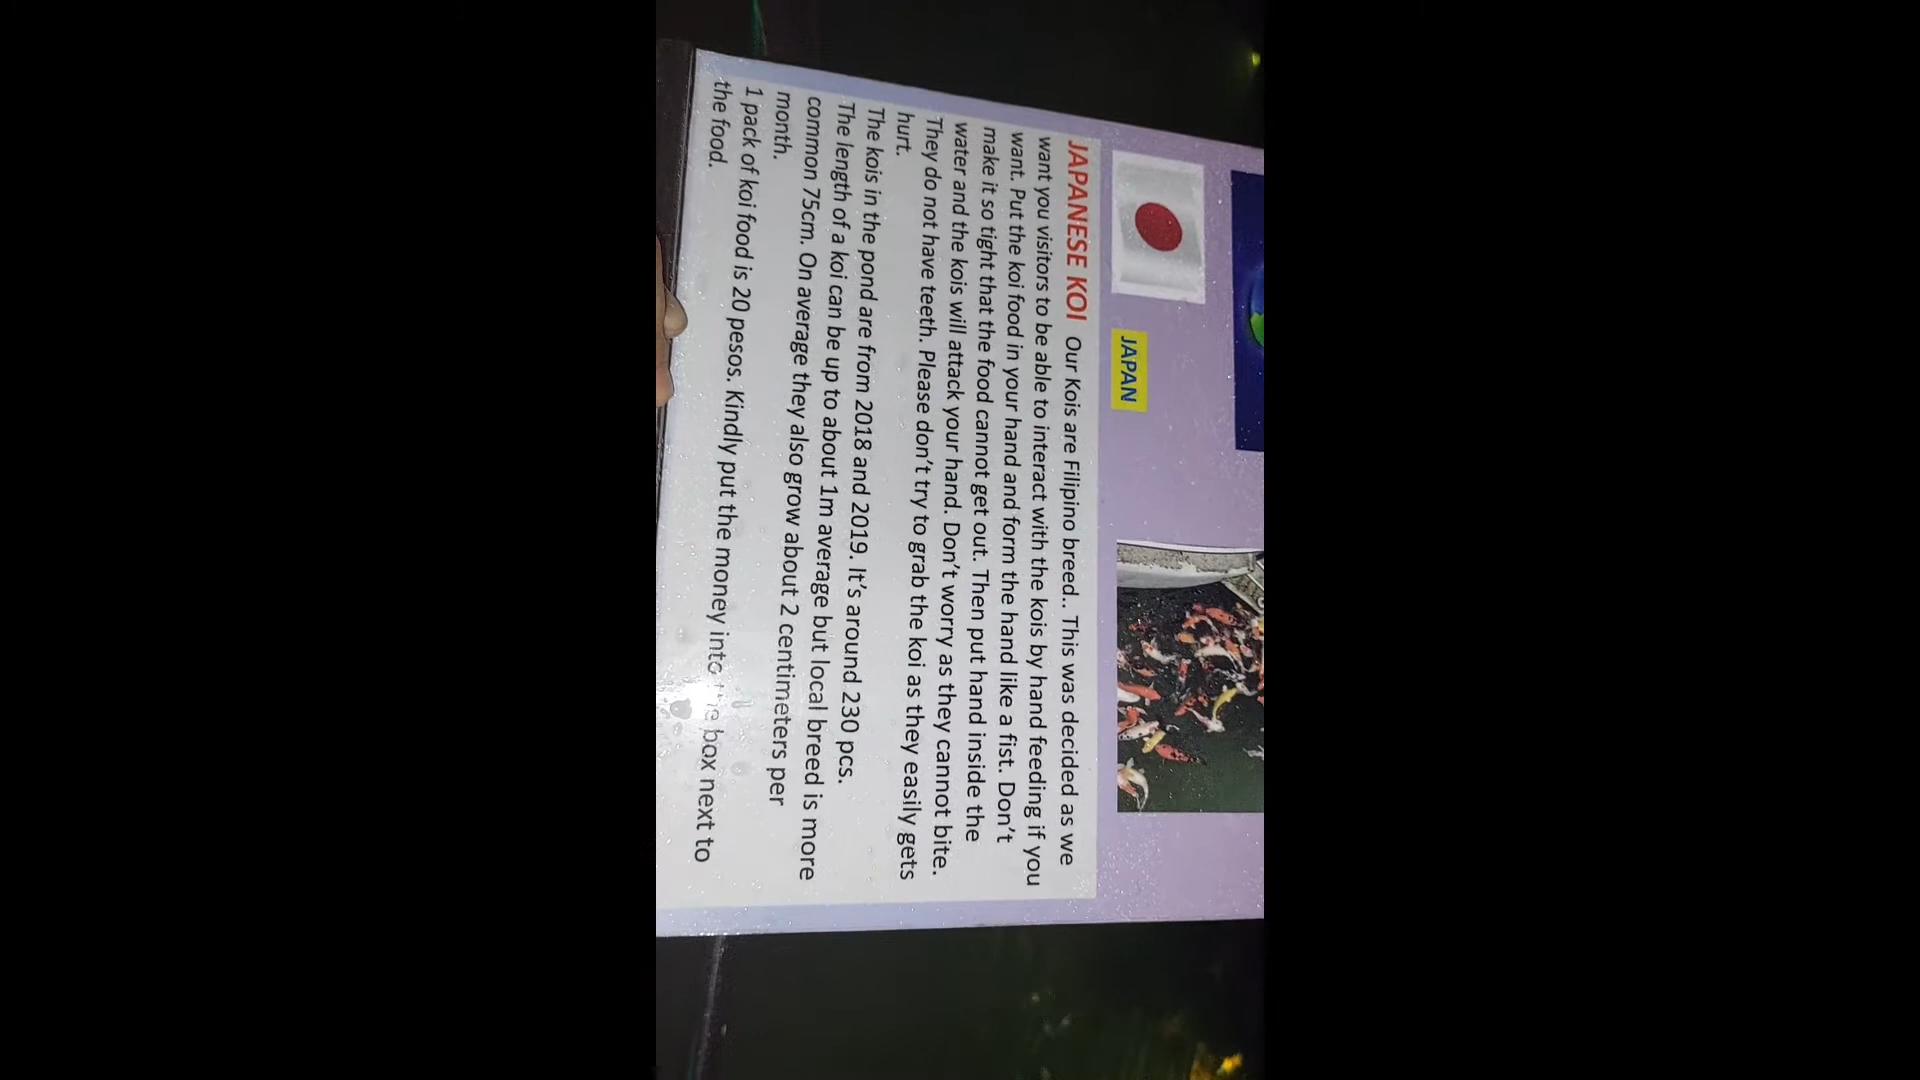 JAPAN
JAPANESE KOI Our Kois are Filipino breed.. This was decided as we
want you visitors to be able to interact with the kois by hand feeding if you
want. Put the koi food in your hand and form the hand like a fist. Don't
make it so tight that the food cannot get out. Then put hand inside the
water and the kois will attack your hand. Don't worry as they cannot bite.
They do not have teeth. Please don't try to grab the koi as they easily gets
hurt.
The kois in the pond are from 2018 and 2019. It's around 230 pcs.
The length of a koi can be up to about 1m average but local breed is more
common 75cm. On average they also grow about 2 centimeters per
month.
1 pack of koi food is 20 pesos. Kindly put the money into the box next to
the food.